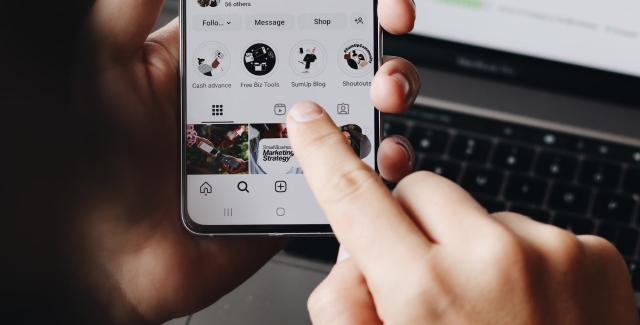 56 others
Follo...
Message
Shop
Cash advance
Free Biz Tools
SumUp Blog
Shoutouts
Small Business
Marketing
Strategy